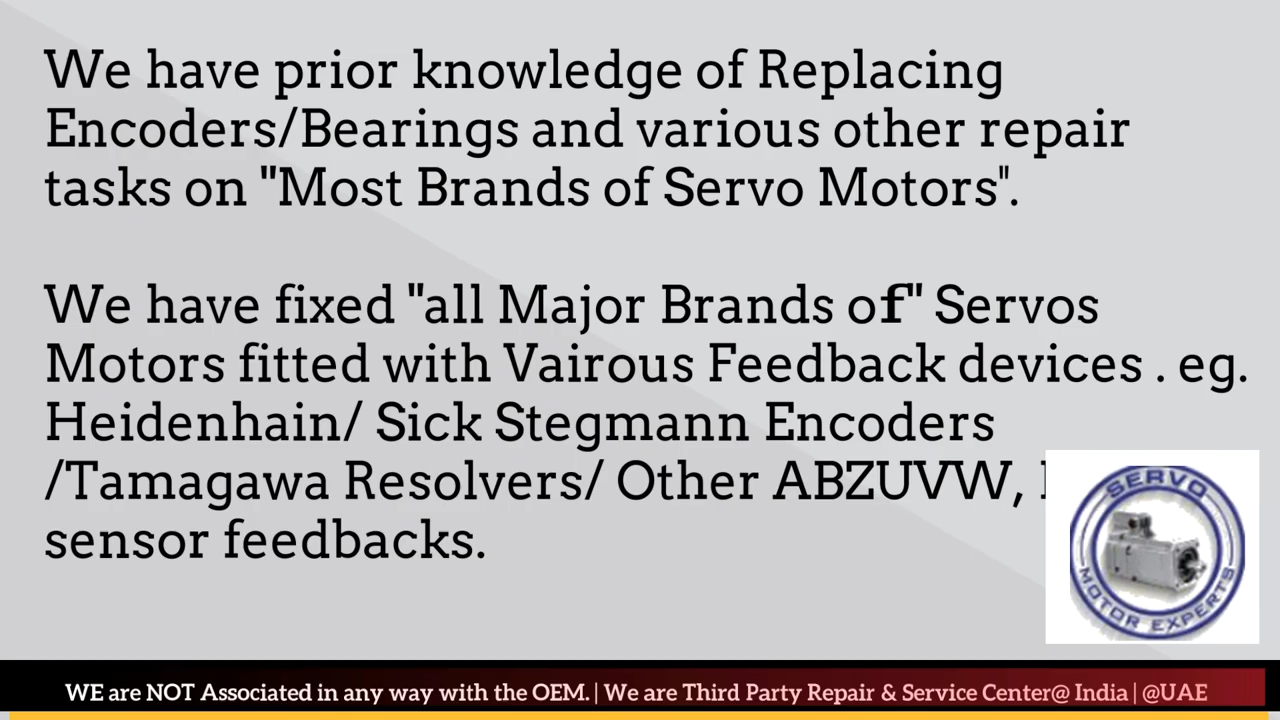 We have prior knowledge of Replacing
Encoders/Bearings and various other repair
tasks on "Most Brands of Servo Motors".
We have fixed "all Major Brands of" Servos
Motors fitted with Vairous Feedback devices . eg.
Heidenhain/ Sick Stegmann Encoders
/Tamagawa Resolvers/ Other ABZUVW,
sensor feedbacks.
SERVO
MOTOR EXPERTS
WE are NOT Associated in any way with the OEM. | We are Third Party Repair & Service Center@ India | @UAE